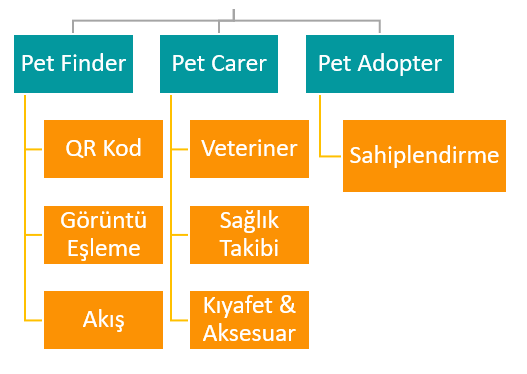 Pet Finder
Pet Carer
Pet Adopter
QR Kod
Veteriner
Sahiplendirme
Görüntü
Eşleme
Sağlık
Takibi
Akış
Kıyafet &
Aksesuar